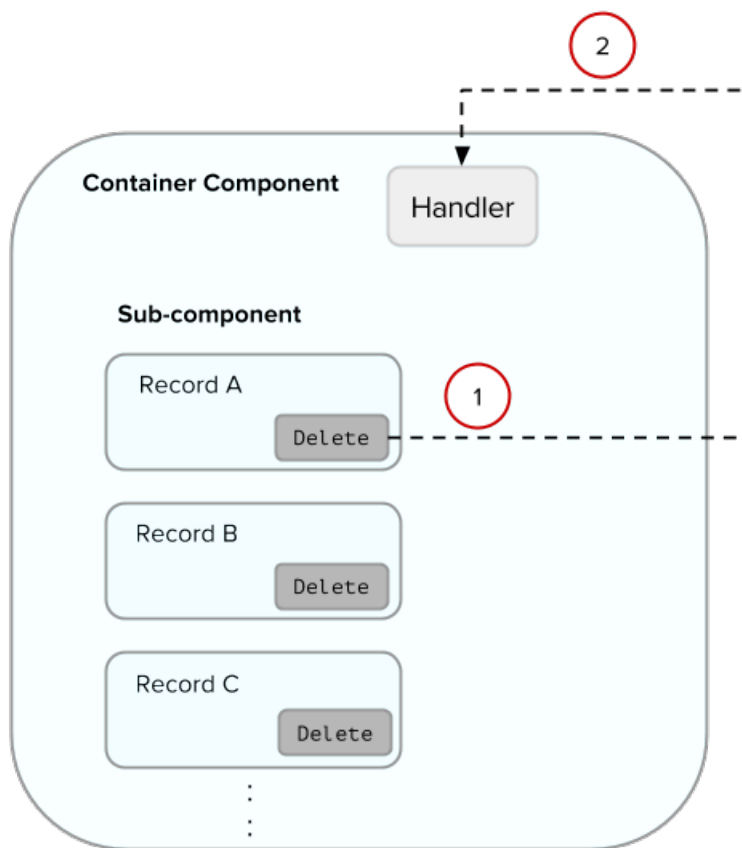 2
Container Component
Handler
Sub-component
Record A
1
Delete
Record B
Delete
Record C
Delete